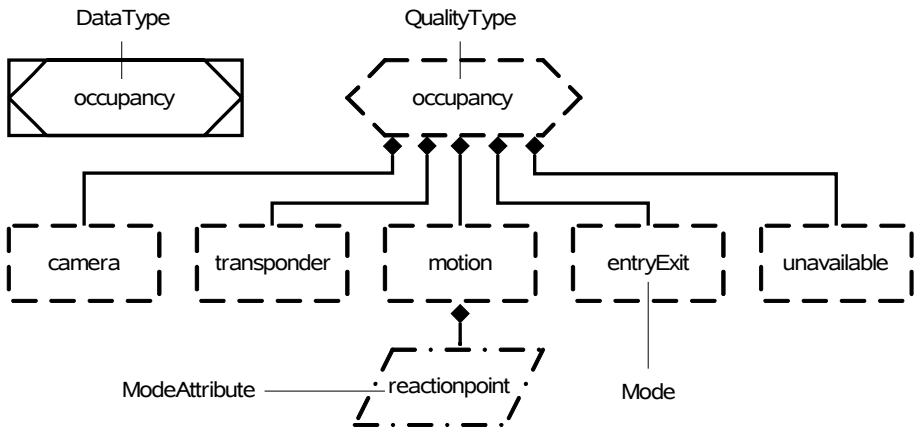 DataType
QualityType
occupancy
occupancy
camera
transponder
motion
entryExit
unavailable
reactionpoint
ModeAttribute
Mode